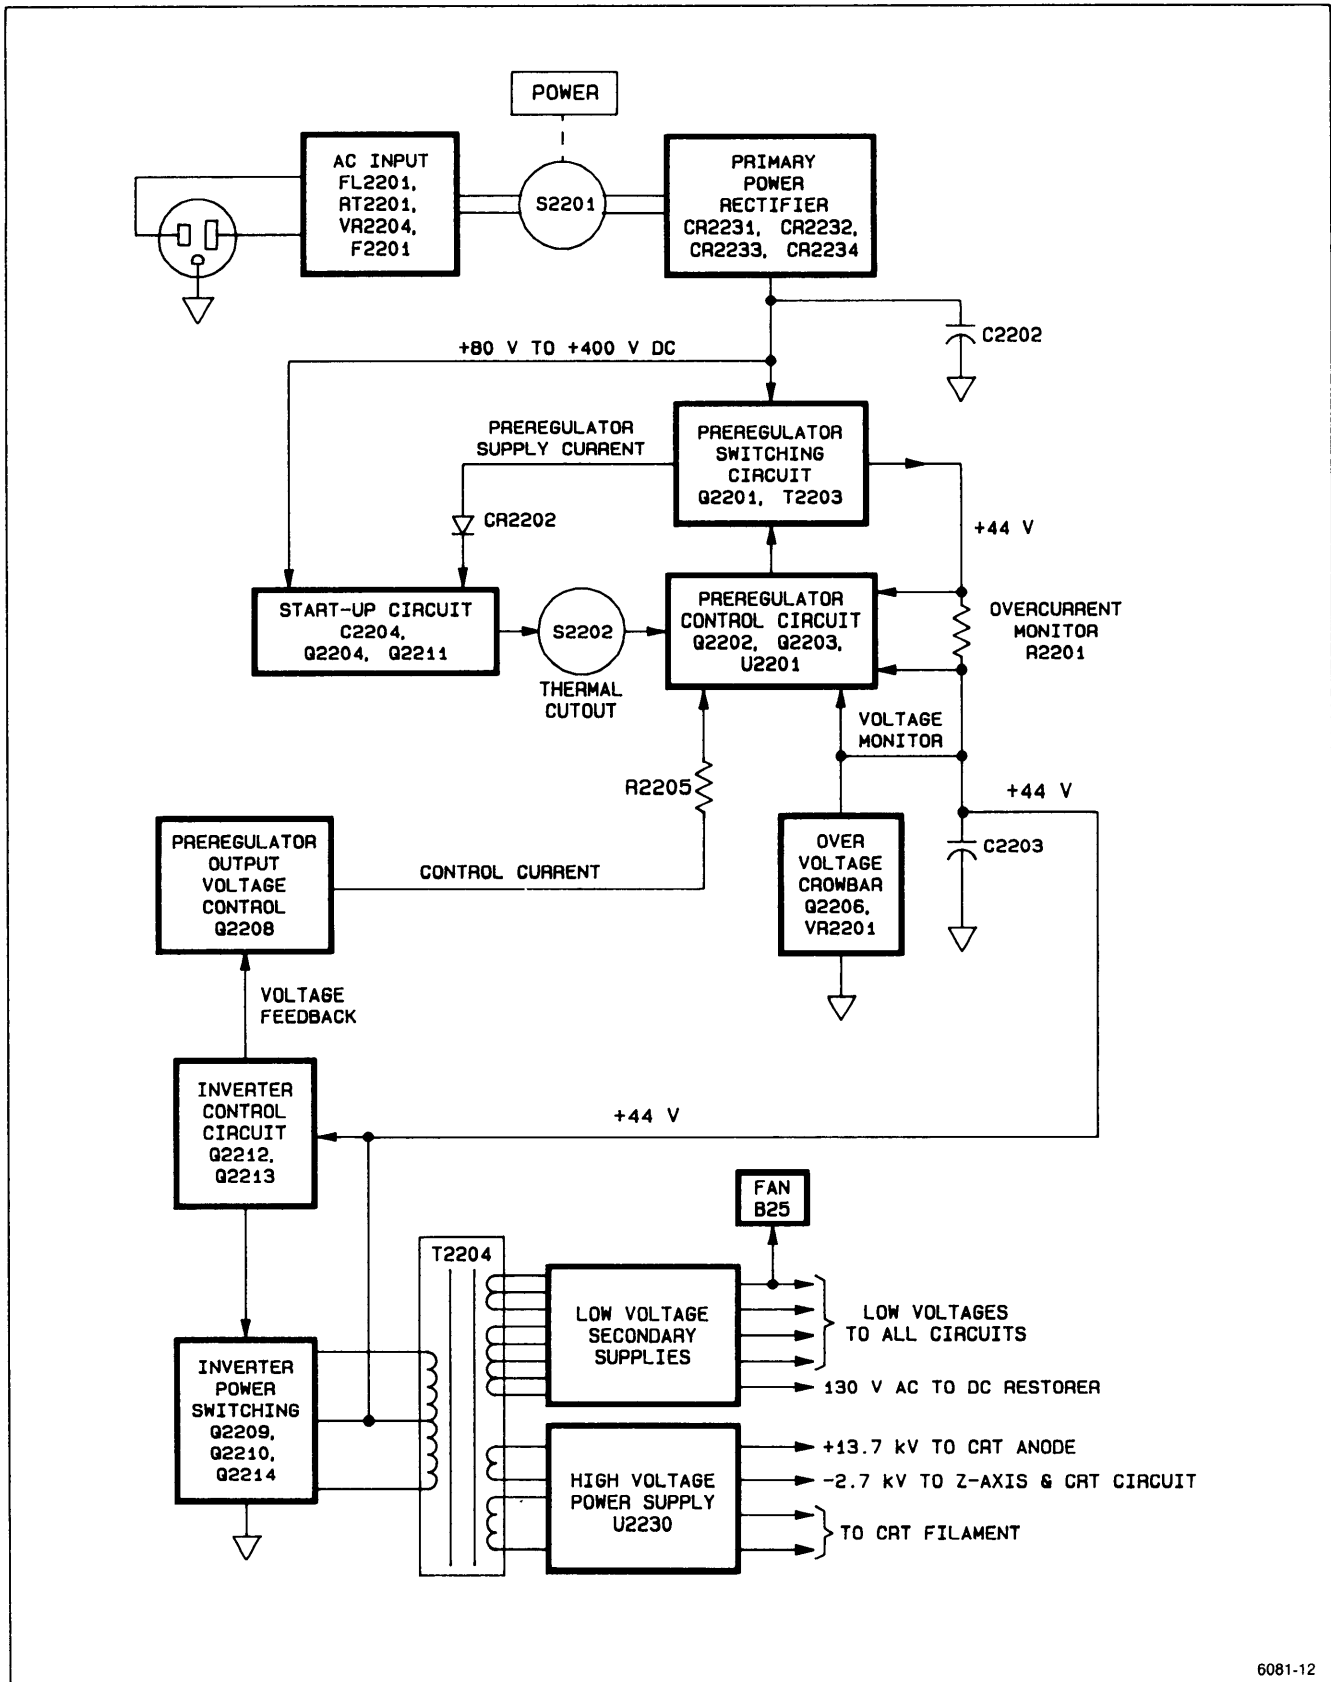 POWER
AC INPUT
FL2201,
RT2201,
VR2204,
F2201
S2201
PRIMARY
POWER
RECTIFIER
CR2231, CR2232,
CR2233, CR2234
C2202
+80 V TO +400 V DC
PREREGULATOR
SUPPLY CURRENT
PREREGULATOR
SWITCHING
CIRCUIT
Q2201, T2203
CR2202
+44 V
START-UP CIRCUIT
C2204,
Q2204, Q2211
S2202
THERMAL
CUTOUT
PREREGULATOR
CONTROL CIRCUIT
Q2202, Q2203,
U2201
OVERCURRENT
MONITOR
R2201
VOLTAGE
MONITOR
R2205
+44 V
PREREGULATOR
OUTPUT
VOLTAGE
CONTROL
Q2208
CONTROL CURRENT
OVER
VOLTAGE
CROWBAR
Q2206,
VR2201
C2203
VOLTAGE
FEEDBACK
INVERTER
CONTROL
CIRCUIT
Q2212,
Q2213
+44 V
FAN
B25
T2204
LOW VOLTAGE
SECONDARY
SUPPLIES
LOW VOLTAGES
TO ALL CIRCUITS
130 V AC TO DC RESTORER
INVERTER
POWER
SWITCHING
Q2209,
Q2210,
Q2214
HIGH VOLTAGE
POWER SUPPLY
U2230
+13.7 kV TO CRT ANODE
-2.7 kV TO Z-AXIS & CRT CIRCUIT
TO CRT FILAMENT
6081-12